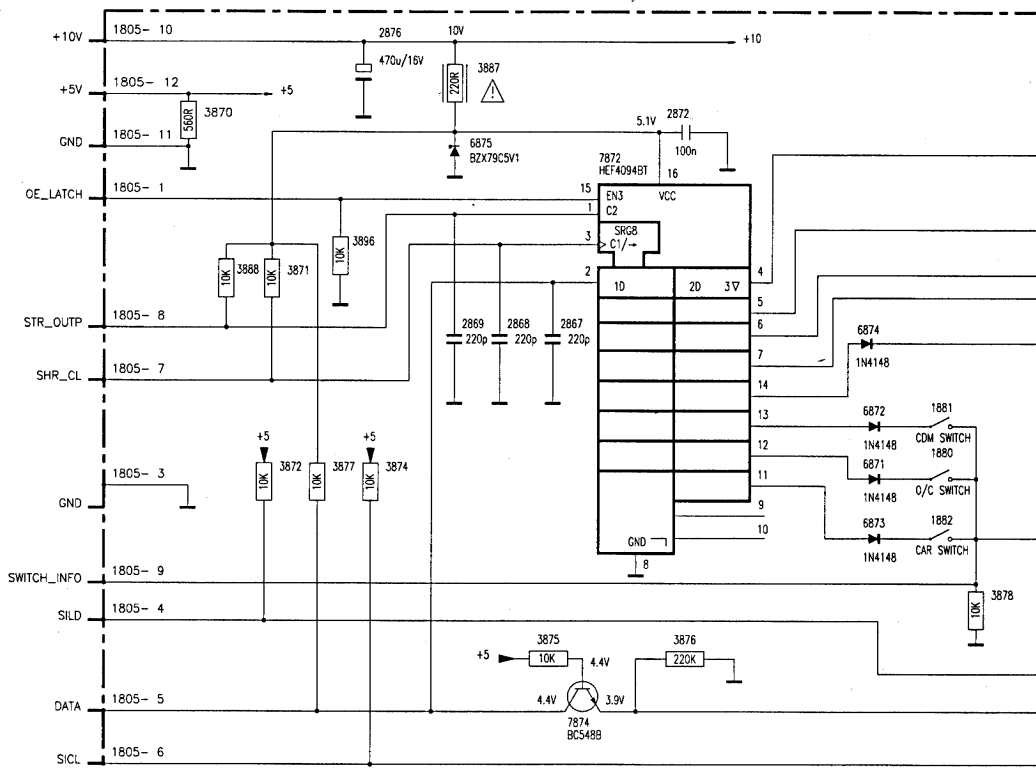 +10V 1805- 10 2876 10V +10
470u/16V 220R 3887
+5V 1805- 12 +5
560R 3870 5.1V 2872
GND 1805- 11 6875 100n
BZX79C5V1 7872
HEF4094BT 16
OE_LATCH 1805- 1 15 EN3 VCC
1 C2
SRG8
3 C1/→
10K 3888 10K 3871 10K 3896
2 1D 2D 3∇ 4
5
STR_OUTP 1805- 8 2869 2868 2867 6
220p 220p 220p 6874
7 1N4148
SHR_CL 1805- 7 14
13 6872 1881
1N4148 CDM SWITCH
+5 +5 12 6871 1880
10K 3872 10K 3877 10K 3874 1N4148 O/C SWITCH
GND 1805- 3 11
9
10 6873 1882
GND 1N4148 CAR SWITCH
8
SWITCH_INFO 1805- 9
10K 3878
SILD 1805- 4
3875 3876
+5 10K 4.4V 220K
DATA 1805- 5 4.4V 3.9V
7874
BC548B
SICL 1805- 6